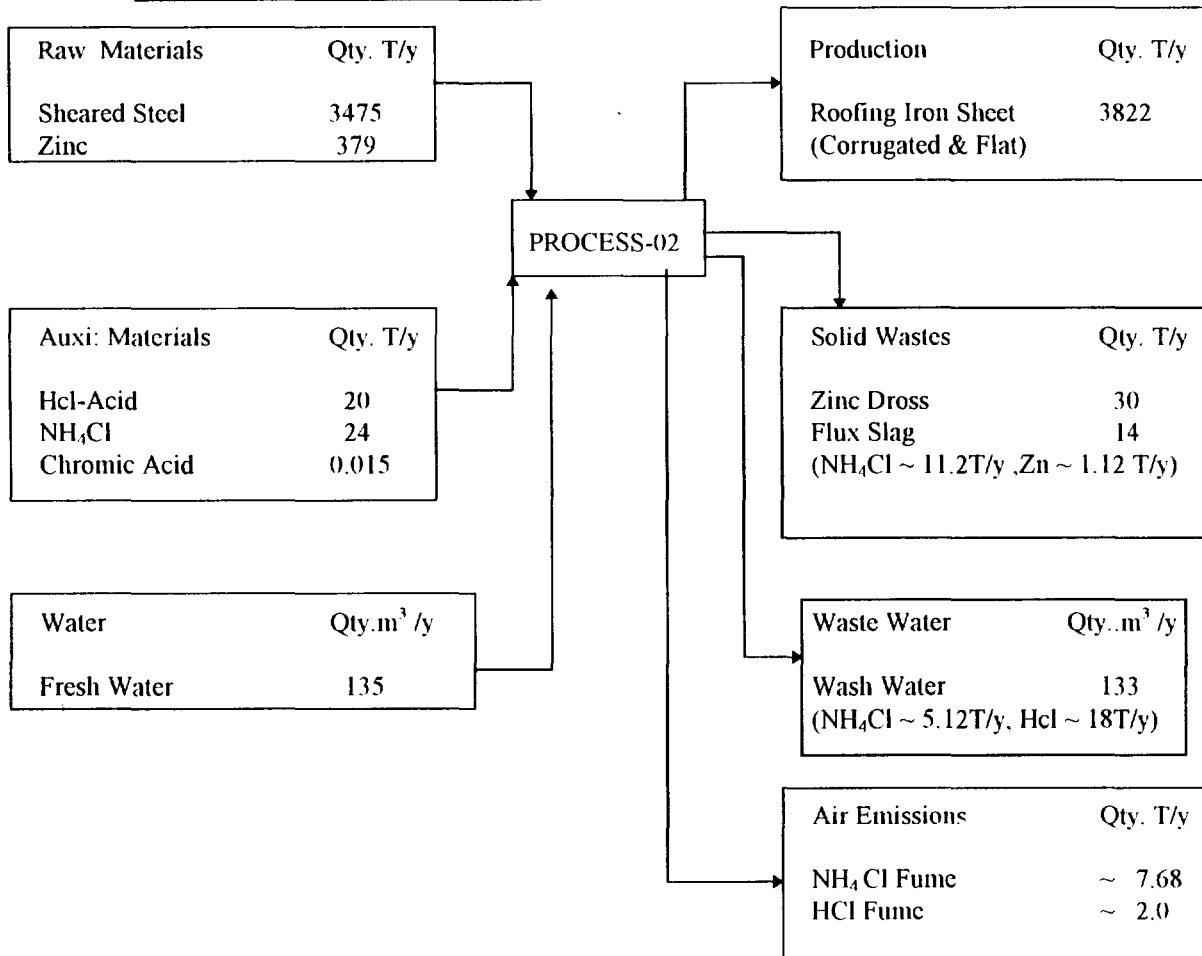 Raw Materials Qty. T/y
Sheared Steel 3475
Zinc 379
Production Qty. T/y
Roofing Iron Sheet 3822
(Corrugated & Flat)
PROCESS-02
Auxi: Materials Qty. T/y
Hcl-Acid 20
NH₄Cl 24
Chromic Acid 0.015
Solid Wastes Qty. T/y
Zinc Dross 30
Flux Slag 14
(NH₄Cl ~ 11.2T/y ,Zn ~ 1.12 T/y)
Water Qty.m³ /y
Fresh Water 135
Waste Water Qty..m³ /y
Wash Water 133
(NH₄Cl ~ 5.12T/y, Hcl ~ 18T/y)
Air Emissions Qty. T/y
NH₄ Cl Fume ~ 7.68
HCl Fume ~ 2.0